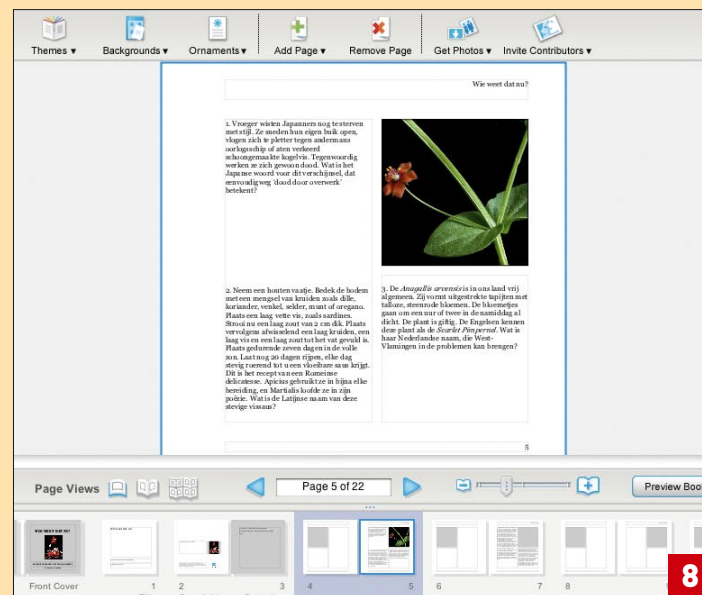 Themes ▾ Backgrounds ▾ Ornaments ▾ Add Page ▾ Remove Page Get Photos ▾ Invite Contributors ▾
Wie weet dat nu?
1. Vroeger wisten Japanners nog te sterven
met stijl. Ze sneden hun eigen buik open,
vlogen zich te pletter tegen andermans
oorlogsschip of aten verkeerd
schoongemaakte kogelvis. Tegenwoordig
werken ze zich gewoon dood. Wat is het
Japanse woord voor dit verschijnsel, dat
eenvoudigweg 'dood door overwerk'
betekent?
2. Neem een houten vaatje. Bedek de bodem
met een mengsel van kruiden zoals dille,
koriander, venkel, selder, munt of oregano.
Plaats een laag vette vis, zoals sardines.
Strooi nu een laag zout van 2 cm dik. Plaats
vervolgens afwisselend een laag kruiden, een
laag vis en een laag zout tot het vat gevuld is.
Plaats gedurende zeven dagen in de volle
zon. Laat nog 20 dagen rijpen, elke dag
stevig roerend tot u een vloeibare saus krijgt.
Dit is het recept van een Romeinse
delicatesse. Apicius gebruikt ze in bijna elke
bereiding, en Martialis loofde ze in zijn
poëzie. Wat is de Latijnse naam van deze
stevige vissaus?
3. De Anagallis arvensis is in ons land vrij
algemeen. Zij vormt uitgestrekte tapijten met
talloze, steenrode bloemen. De bloemetjes
gaan om een uur of twee in de namiddag al
dicht. De plant is giftig. De Engelsen kennen
deze plant als de Scarlet Pimpernel. Wat is
haar Nederlandse naam, die West-
Vlamingen in de problemen kan brengen?
5
Page Views Page 5 of 22 Preview Boo
Front Cover 1 2 3 4 5 6 7 8
8